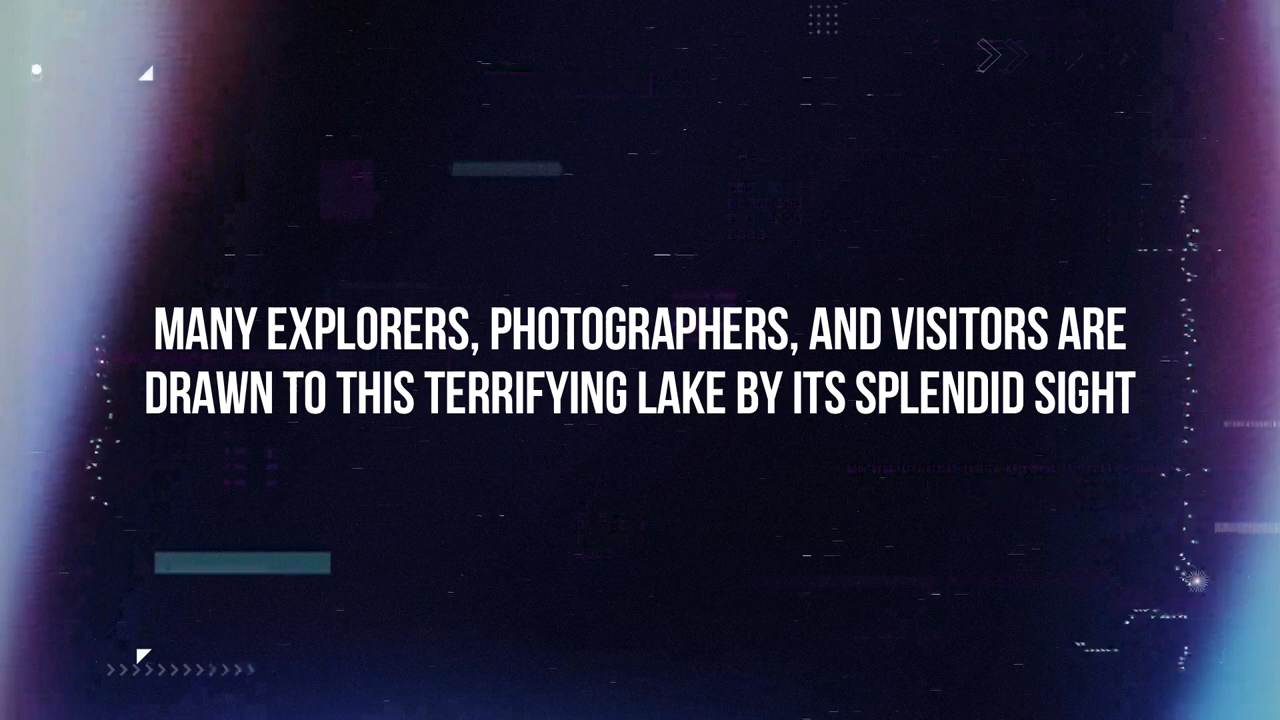 MANY EXPLORERS, PHOTOGRAPHERS, AND VISITORS ARE
DRAWN TO THIS TERRIFYING LAKE BY ITS SPLENDID SIGHT